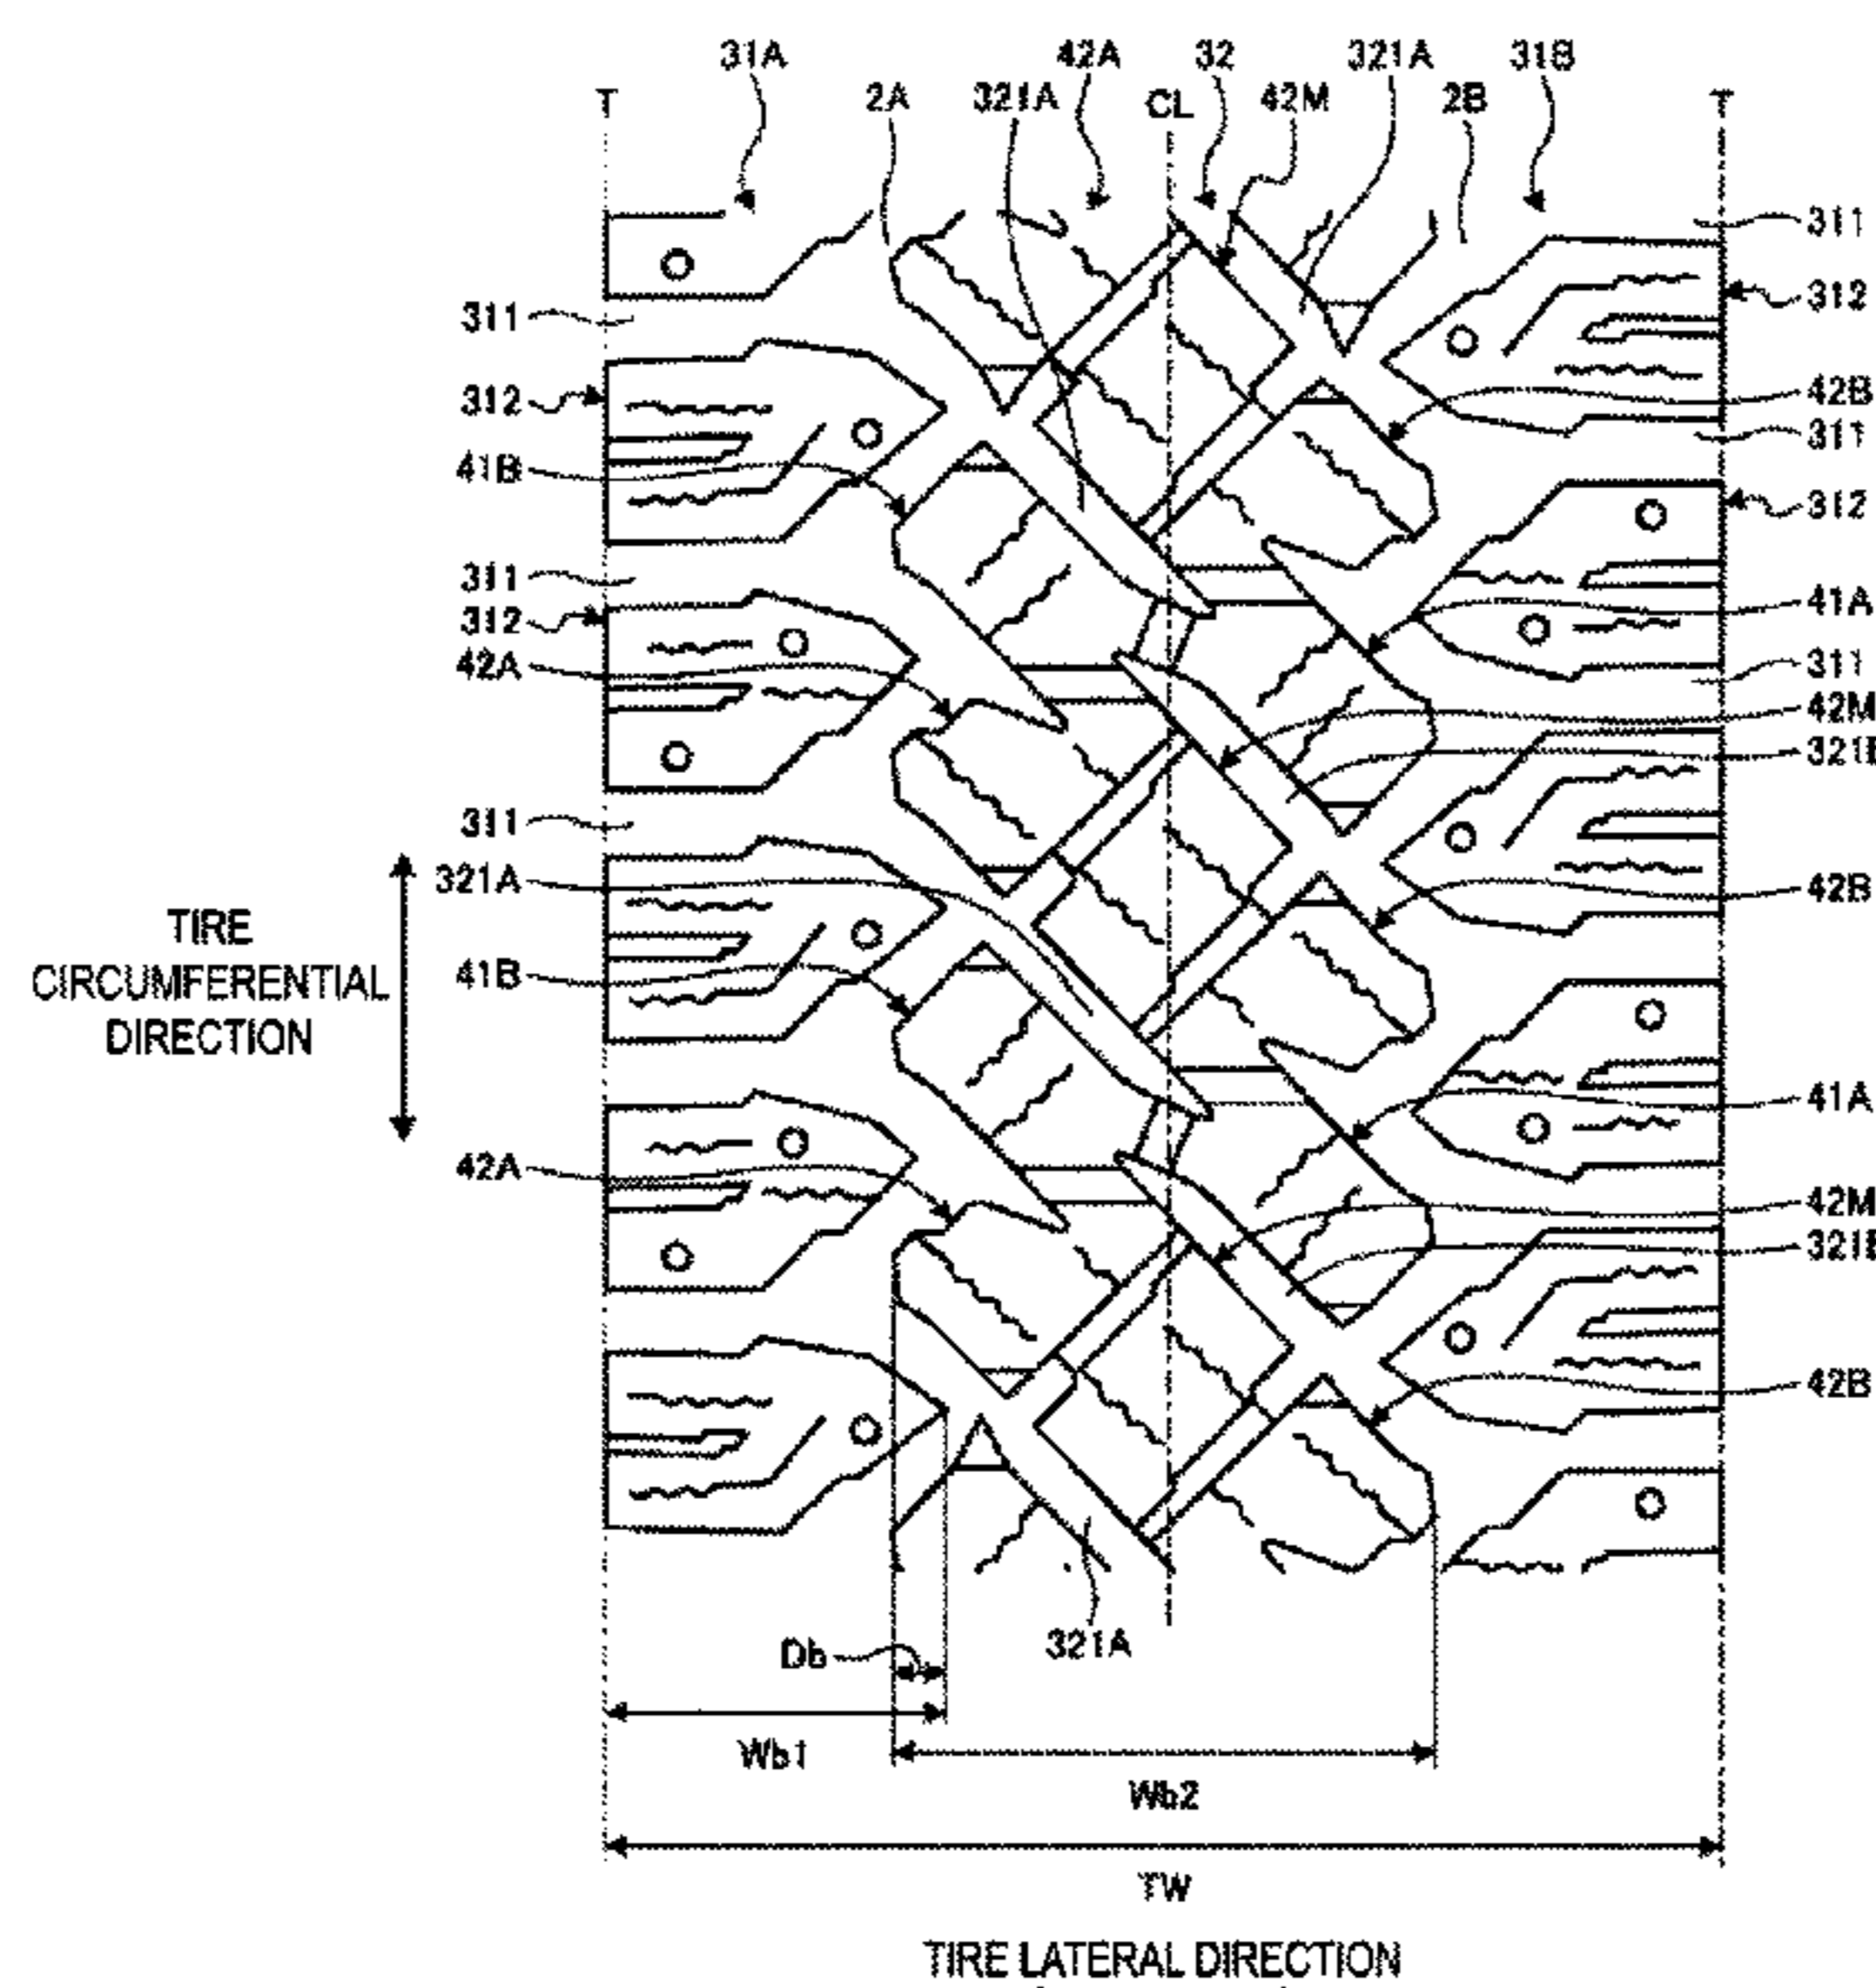 31A 42A 32 321A 31B
T 2A 321A CL 42M 2B T
311
312
311
312
42B
41B
311
312
311
41A
312
311
42A
42M
321B
311
321A
42B
TIRE
CIRCUMFERENTIAL
DIRECTION
41B
41A
42A
42M
321B
42B
321A
Db
Wb1
Wb2
TW
TIRE LATERAL DIRECTION